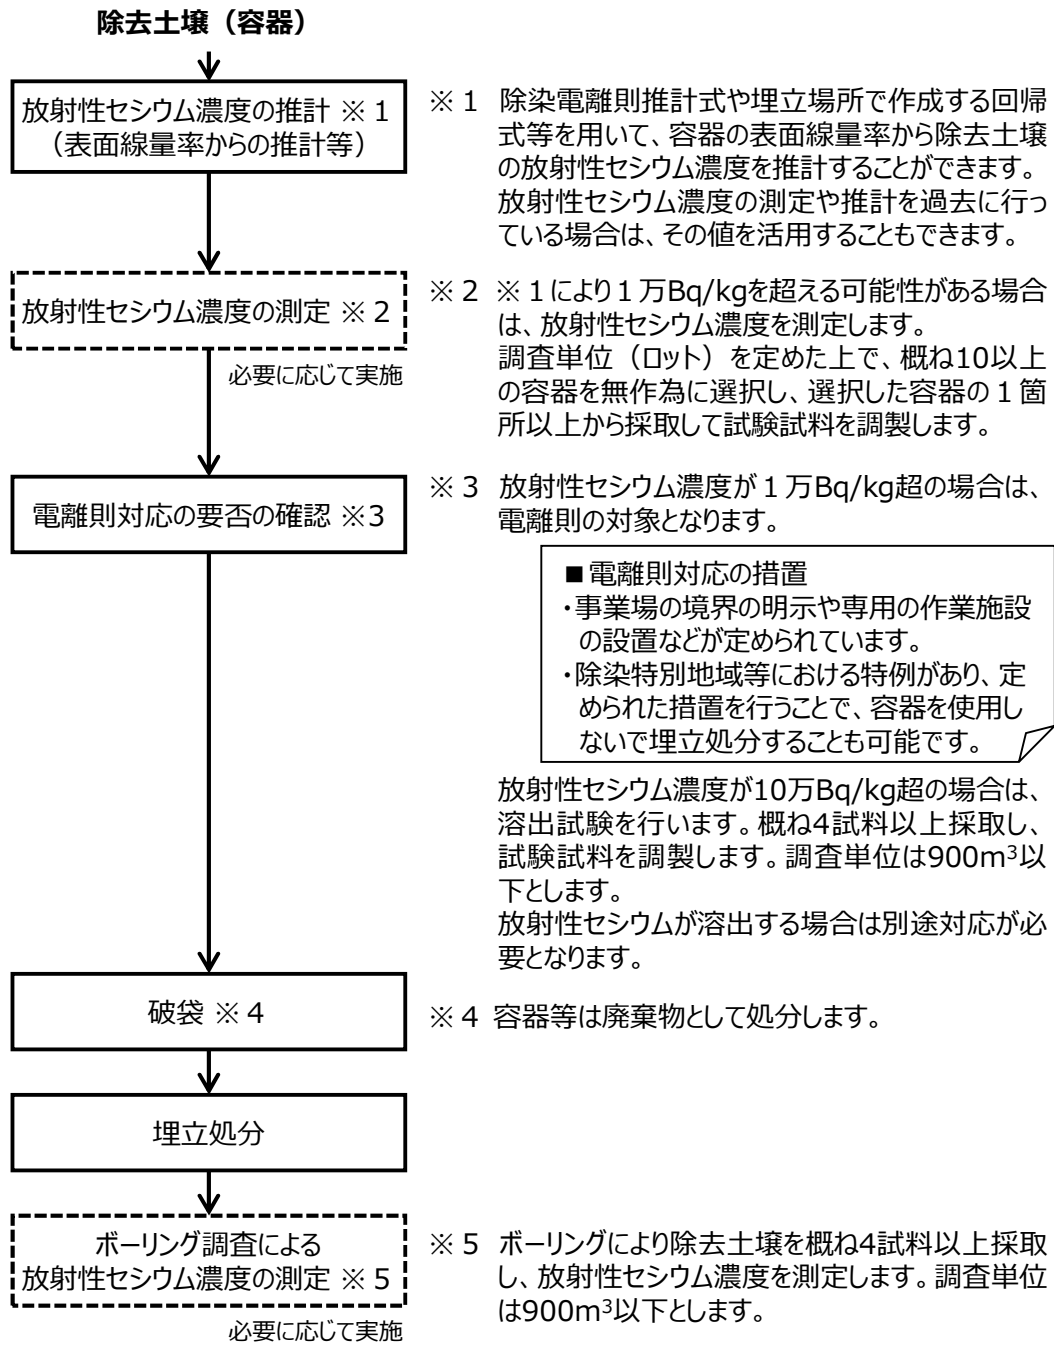 除去土壌（容器）
放射性セシウム濃度の推計 ※１
（表面線量率からの推計等）
※１ 除染電離則推計式や埋立場所で作成する回帰
式等を用いて、容器の表面線量率から除去土壌
の放射性セシウム濃度を推計することができます。
放射性セシウム濃度の測定や推計を過去に行っ
ている場合は、その値を活用することもできます。
放射性セシウム濃度の測定 ※２
必要に応じて実施
※２ ※１により１万Bq/kgを超える可能性がある場合
は、放射性セシウム濃度を測定します。
調査単位（ロット）を定めた上で、概ね10以上
の容器を無作為に選択し、選択した容器の１箇
所以上から採取して試験試料を調製します。
電離則対応の要否の確認 ※3
※３ 放射性セシウム濃度が１万Bq/kg超の場合は、
電離則の対象となります。
■電離則対応の措置
・事業場の境界の明示や専用の作業施設
の設置などが定められています。
・除染特別地域等における特例があり、定
められた措置を行うことで、容器を使用し
ないで埋立処分することも可能です。
放射性セシウム濃度が10万Bq/kg超の場合は、
溶出試験を行います。概ね4試料以上採取し、
試験試料を調製します。調査単位は900m³以
下とします。
放射性セシウムが溶出する場合は別途対応が必
要となります。
破袋 ※４
※４ 容器等は廃棄物として処分します。
埋立処分
ボーリング調査による
放射性セシウム濃度の測定 ※５
必要に応じて実施
※５ ボーリングにより除去土壌を概ね4試料以上採取
し、放射性セシウム濃度を測定します。調査単位
は900m³以下とします。